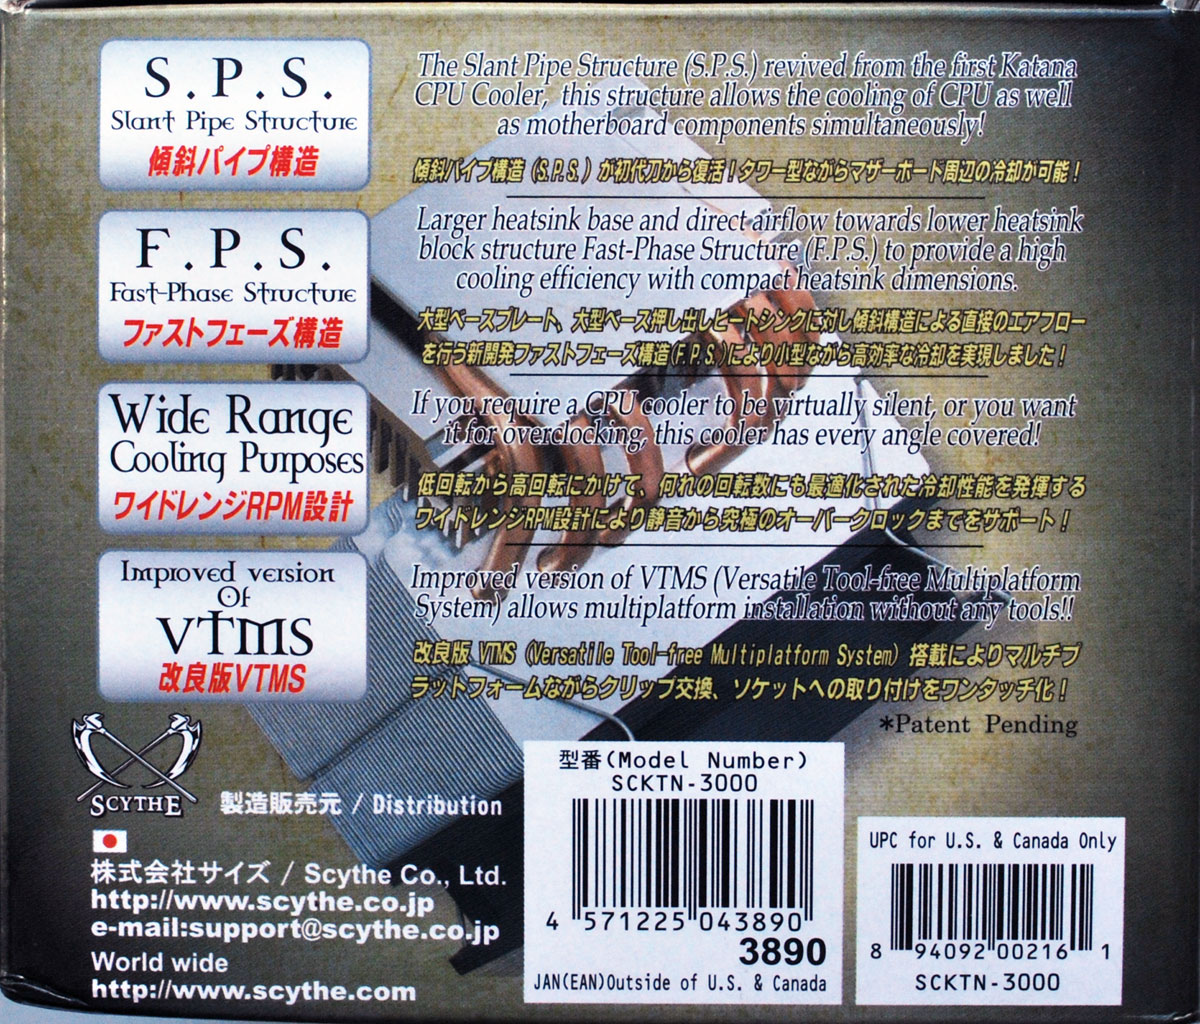 S.P.S.
Slant Pipe Structure
傾斜パイプ構造
The Slant Pipe Structure (S.P.S.) revived from the first Katana
CPU Cooler, this structure allows the cooling of CPU as well
as motherboard components simultaneously!
傾斜パイプ構造 (S.P.S.) が初代刀から復活！タワー型ながらマザーボード周辺の冷却が可能！
F.P.S.
Fast-Phase Structure
ファストフェーズ構造
Larger heatsink base and direct airflow towards lower heatsink
block structure Fast-Phase Structure (F.P.S.) to provide a high
cooling efficiency with compact heatsink dimensions.
大型ベースプレート、大型ベース押し出しヒートシンクに対し傾斜構造による直接のエアフロー
を行う新開発ファストフェーズ構造(F.P.S.)により小型ながら高効率な冷却を実現しました！
Wide Range
Cooling Purposes
ワイドレンジRPM設計
If you require a CPU cooler to be virtually silent, or you want
it for overclocking, this cooler has every angle covered!
低回転から高回転にかけて、何れの回転数にも最適化された冷却性能を発揮する
ワイドレンジRPM設計により静音から究極のオーバークロックまでをサポート！
Improved version
Of
VTMS
改良版VTMS
Improved version of VTMS (Versatile Tool-free Multiplatform
System) allows multiplatform installation without any tools!!
改良版 VTMS (Versatile Tool-free Multiplatform System) 搭載によりマルチプ
ラットフォームながらクリップ交換、ソケットへの取り付けをワンタッチ化！
*Patent Pending
SCYTHE
製造販売元 / Distribution
株式会社サイズ / Scythe Co., Ltd.
http://www.scythe.co.jp
e-mail:support@scythe.co.jp
World wide
http://www.scythe.com
型番(Model Number)
SCKTN-3000
4 571225 043890
3890
JAN(EAN)Outside of U.S. & Canada
UPC for U.S. & Canada Only
8 94092 00216 1
SCKTN-3000